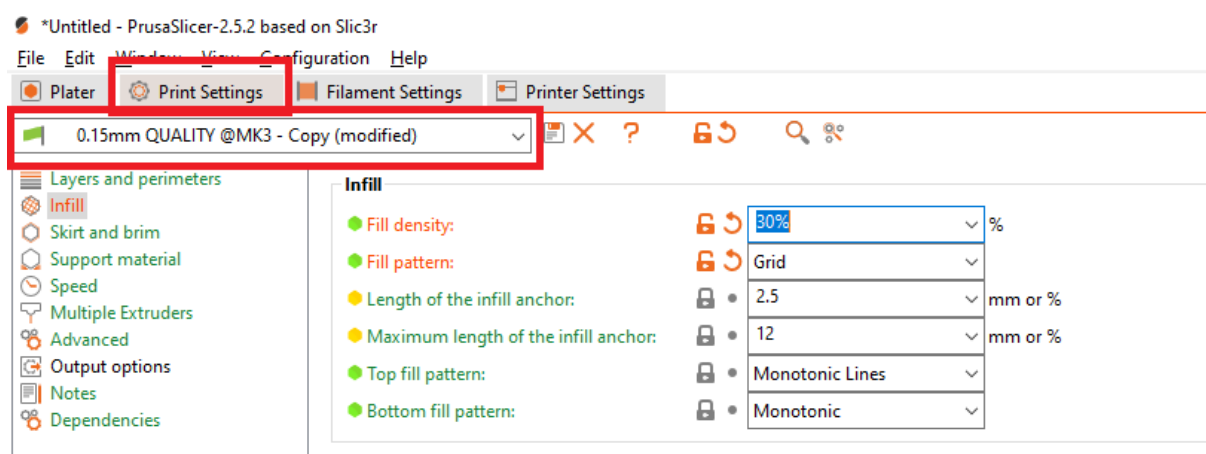 *Untitled - PrusaSlicer-2.5.2 based on Slic3r
File Edit Window View Configuration Help
Plater Print Settings Filament Settings Printer Settings
0.15mm QUALITY @MK3 - Copy (modified)
Layers and perimeters
Infill
Skirt and brim
Support material
Speed
Multiple Extruders
Advanced
Output options
Notes
Dependencies
Infill
Fill density: 30% %
Fill pattern: Grid
Length of the infill anchor: 2.5 mm or %
Maximum length of the infill anchor: 12 mm or %
Top fill pattern: Monotonic Lines
Bottom fill pattern: Monotonic